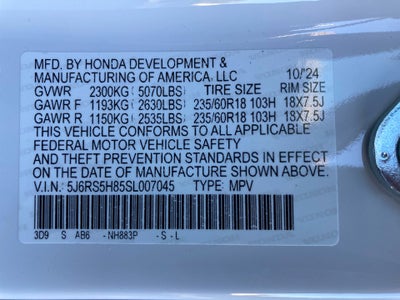 MFD. BY HONDA DEVELOPMENT &
MANUFACTURING OF AMERICA, LLC 10/24
GVWR 2300KG 5070LBS TIRE SIZE RIM SIZE
GAWR F 1193KG 2630LBS 235/60R18 103H 18X7.5J
GAWR R 1150KG 2535LBS 235/60R18 103H 18X7.5J
THIS VEHICLE CONFORMS TO ALL APPLICABLE
FEDERAL MOTOR VEHICLE SAFETY
AND THEFT PREVENTION STANDARDS IN EFFECT
ON THE DATE OF MANUFACTURE SHOWN ABOVE.
V.I.N. 5J6RS5H85SL007045 TYPE: MPV
3D9 S AB6 -NH883P -S -L